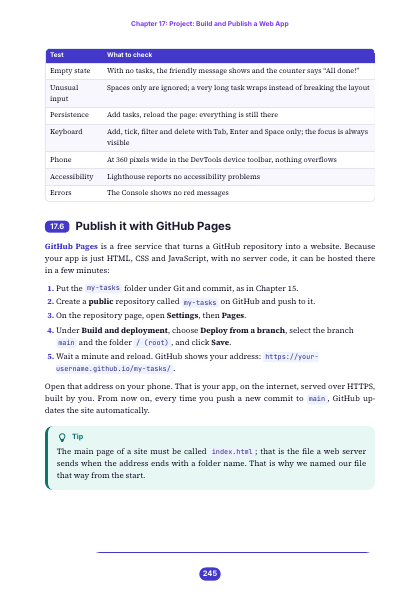 Chapter 17: Project: Build and Publish a Web App
Test What to check
Empty state With no tasks, the friendly message shows and the counter says “All done!”
Unusual input Spaces only are ignored; a very long task wraps instead of breaking the layout
Persistence Add tasks, reload the page: everything is still there
Keyboard Add, tick, filter and delete with Tab, Enter and Space only; the focus is always
visible
Phone At 360 pixels wide in the DevTools device toolbar, nothing overflows
Accessibility Lighthouse reports no accessibility problems
Errors The Console shows no red messages
17.6 Publish it with GitHub Pages
GitHub Pages is a free service that turns a GitHub repository into a website. Because
your app is just HTML, CSS and JavaScript, with no server code, it can be hosted there
in a few minutes:
1. Put the my-tasks folder under Git and commit, as in Chapter 15.
2. Create a public repository called my-tasks on GitHub and push to it.
3. On the repository page, open Settings, then Pages.
4. Under Build and deployment, choose Deploy from a branch, select the branch
main and the folder / (root), and click Save.
5. Wait a minute and reload. GitHub shows your address: https://your-
username.github.io/my-tasks/.
Open that address on your phone. That is your app, on the internet, served over HTTPS,
built by you. From now on, every time you push a new commit to main, GitHub up-
dates the site automatically.
Tip
The main page of a site must be called index.html; that is the file a web server
sends when the address ends with a folder name. That is why we named our file
that way from the start.
245